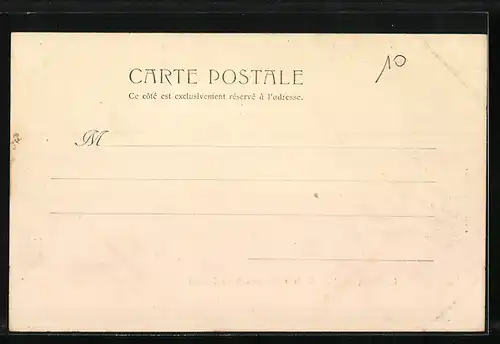 CARTE POSTALE
10
Ce côté est exclusivement réservé à l'adresse.
M